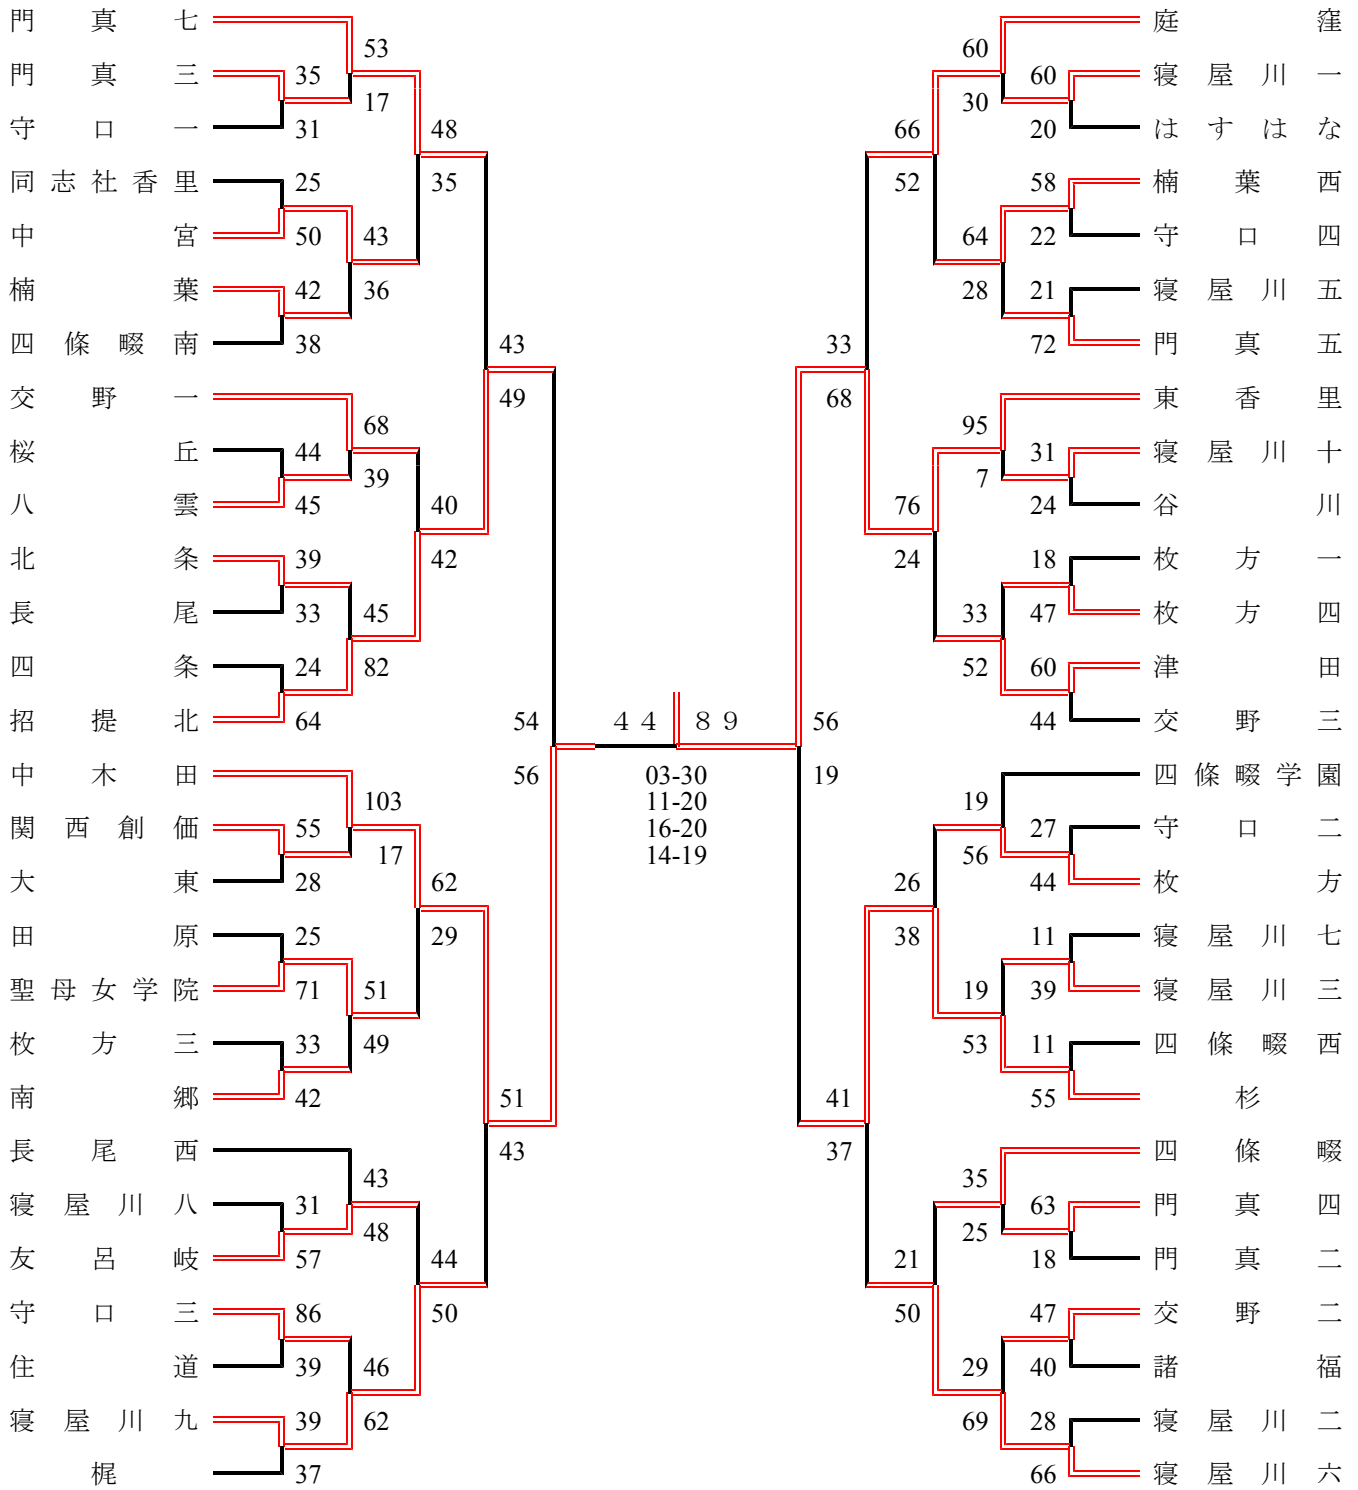 門真七
53
門真三
35
17
守口一
31
48
同志社香里
25
35
中宮
50
43
楠葉
42
36
四條畷南
38
43
交野一
49
68
桜丘
44
39
八雲
45
40
北条
39
42
長尾
33
45
四条
24
82
招提北
64
54
中木田
56
103
関西創価
55
17
大東
28
62
田原
25
29
聖母女学院
71
51
枚方三
33
49
南郷
42
51
長尾西
43
43
寝屋川八
31
48
友呂岐
57
44
守口三
86
50
住道
39
46
寝屋川九
39
62
梶
37
44 89
03-30
11-20
16-20
14-19
庭窪
60
寝屋川一
60
30
はすはな
20
66
楠葉西
58
52
守口四
22
64
寝屋川五
21
28
門真五
72
33
東香里
68
95
寝屋川十
31
7
谷川
24
76
枚方一
18
24
枚方四
47
33
津田
60
52
交野三
44
56
四條畷学園
19
19
守口二
27
56
枚方
44
26
寝屋川七
11
38
寝屋川三
39
19
四條畷西
11
53
杉
55
41
四條畷
37
35
門真四
63
25
門真二
18
21
交野二
47
50
諸福
40
29
寝屋川二
28
69
寝屋川六
66